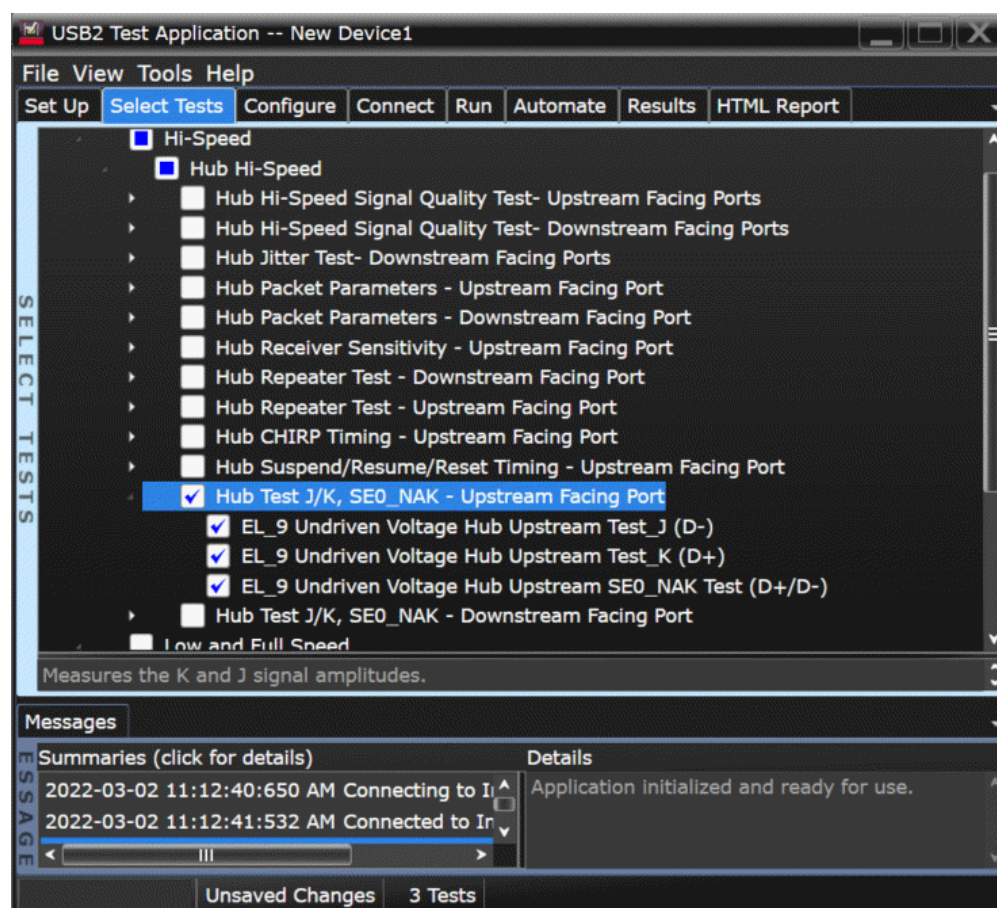 USB2 Test Application -- New Device1
File View Tools Help
Set Up Select Tests Configure Connect Run Automate Results HTML Report
SELECT TESTS
Hi-Speed
Hub Hi-Speed
Hub Hi-Speed Signal Quality Test- Upstream Facing Ports
Hub Hi-Speed Signal Quality Test- Downstream Facing Ports
Hub Jitter Test- Downstream Facing Ports
Hub Packet Parameters - Upstream Facing Port
Hub Packet Parameters - Downstream Facing Port
Hub Receiver Sensitivity - Upstream Facing Port
Hub Repeater Test - Downstream Facing Port
Hub Repeater Test - Upstream Facing Port
Hub CHIRP Timing - Upstream Facing Port
Hub Suspend/Resume/Reset Timing - Upstream Facing Port
Hub Test J/K, SE0_NAK - Upstream Facing Port
EL_9 Undriven Voltage Hub Upstream Test_J (D-)
EL_9 Undriven Voltage Hub Upstream Test_K (D+)
EL_9 Undriven Voltage Hub Upstream SE0_NAK Test (D+/D-)
Hub Test J/K, SE0_NAK - Downstream Facing Port
Low and Full Speed
Measures the K and J signal amplitudes.
Messages
ESSAGE
Summaries (click for details) Details
2022-03-02 11:12:40:650 AM Connecting to Application initialized and ready for use.
2022-03-02 11:12:41:532 AM Connected to
Unsaved Changes 3 Tests